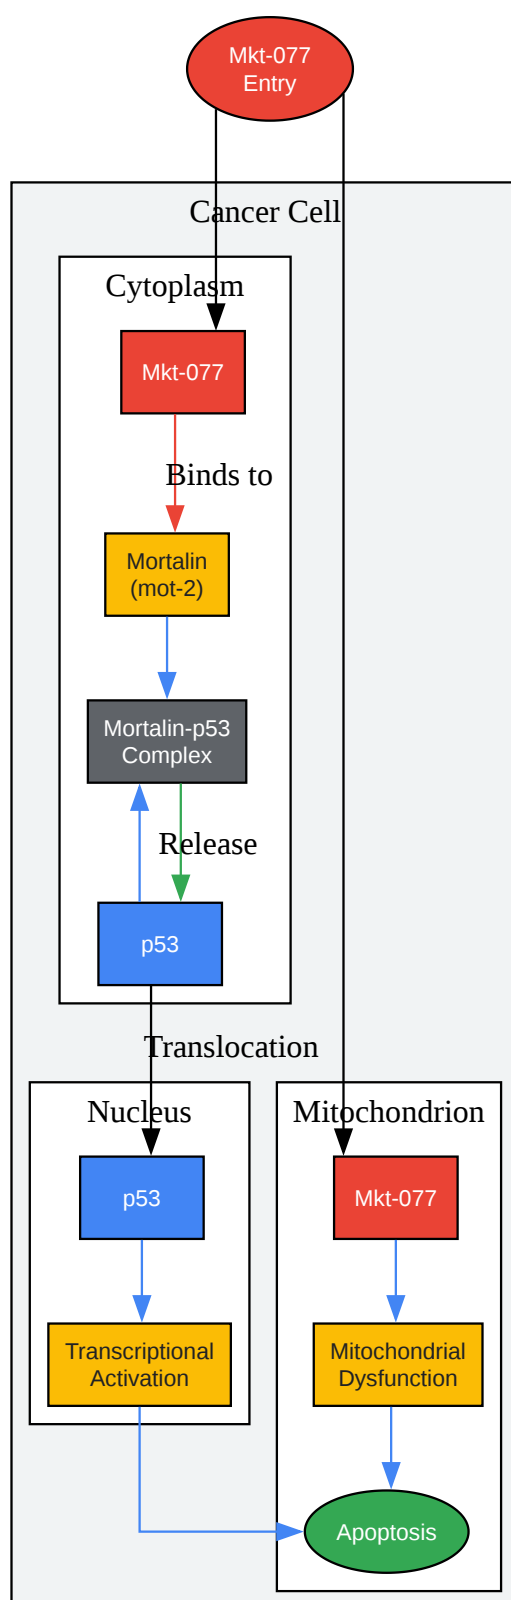 Mkt-077
Entry
Cancer Cell
Cytoplasm
Mkt-077
Binds to
Mortalin
(mot-2)
Mortalin-p53
Complex
Release
p53
Translocation
Nucleus
Mitochondrion
p53
Mkt-077
Transcriptional
Activation
Mitochondrial
Dysfunction
Apoptosis